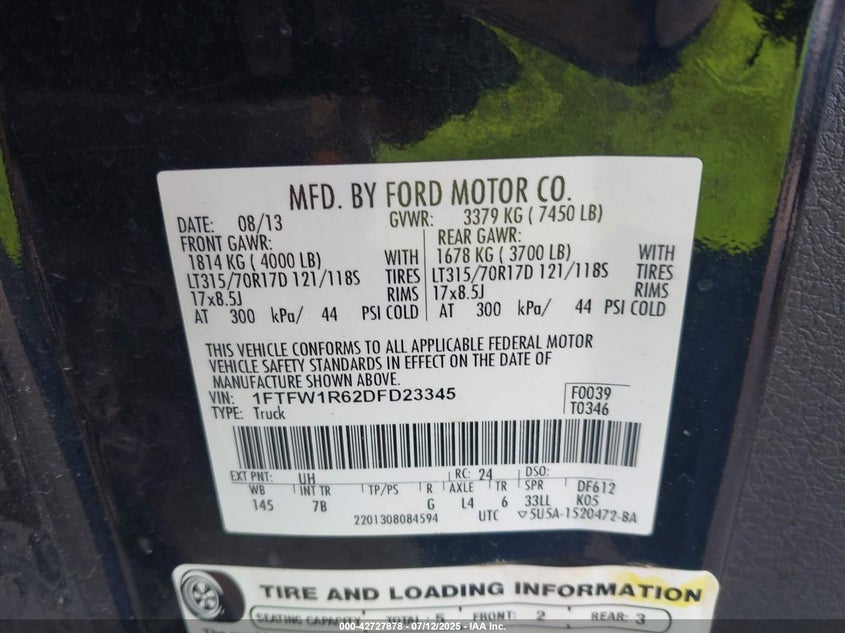 MFD. BY FORD MOTOR CO.
DATE: 08/13 GVWR: 3379 KG ( 7450 LB)
FRONT GAWR: REAR GAWR:
1814 KG ( 4000 LB) WITH 1678 KG ( 3700 LB) WITH
LT315/70R17D 121/118S TIRES LT315/70R17D 121/118S TIRES
17x8.5J RIMS 17x8.5J RIMS
AT 300 kPa/ 44 PSI COLD AT 300 kPa/ 44 PSI COLD
THIS VEHICLE CONFORMS TO ALL APPLICABLE FEDERAL MOTOR
VEHICLE SAFETY STANDARDS IN EFFECT ON THE DATE OF
MANUFACTURE SHOWN ABOVE.
VIN: 1FTFW1R62DFD23345 F0039
TYPE: Truck T0346
EXT PNT: UH RC: 24 DSO:
WB INT TR TP/PS R AXLE TR SPR DF612
145 7B G L4 6 33LL K05
2201308084594 UTC ▽5U5A-1520472-BA
TIRE AND LOADING INFORMATION
SEATING CAPACITY TOTAL: 5 FRONT: 2 REAR: 3
000-42727878 - 07/12/2025 - IAA Inc.